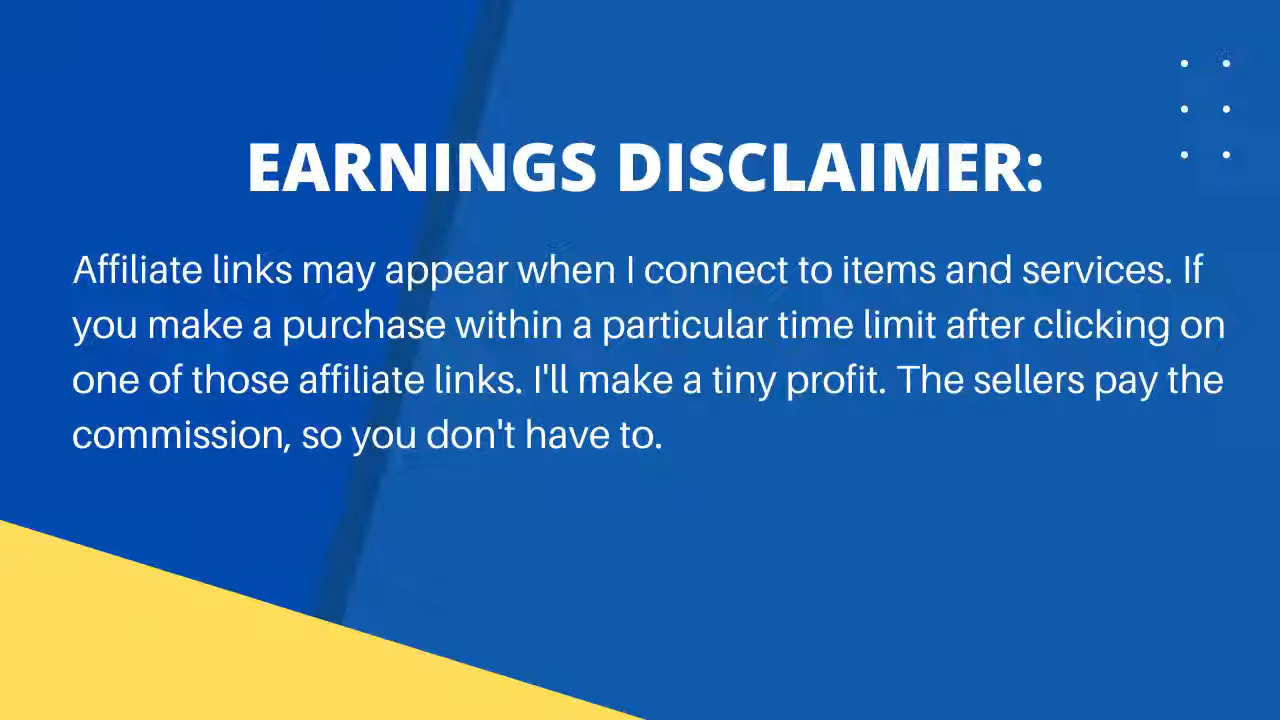 EARNINGS DISCLAIMER:
Affiliate links may appear when I connect to items and services. If
you make a purchase within a particular time limit after clicking on
one of those affiliate links. I'll make a tiny profit. The sellers pay the
commission, so you don't have to.